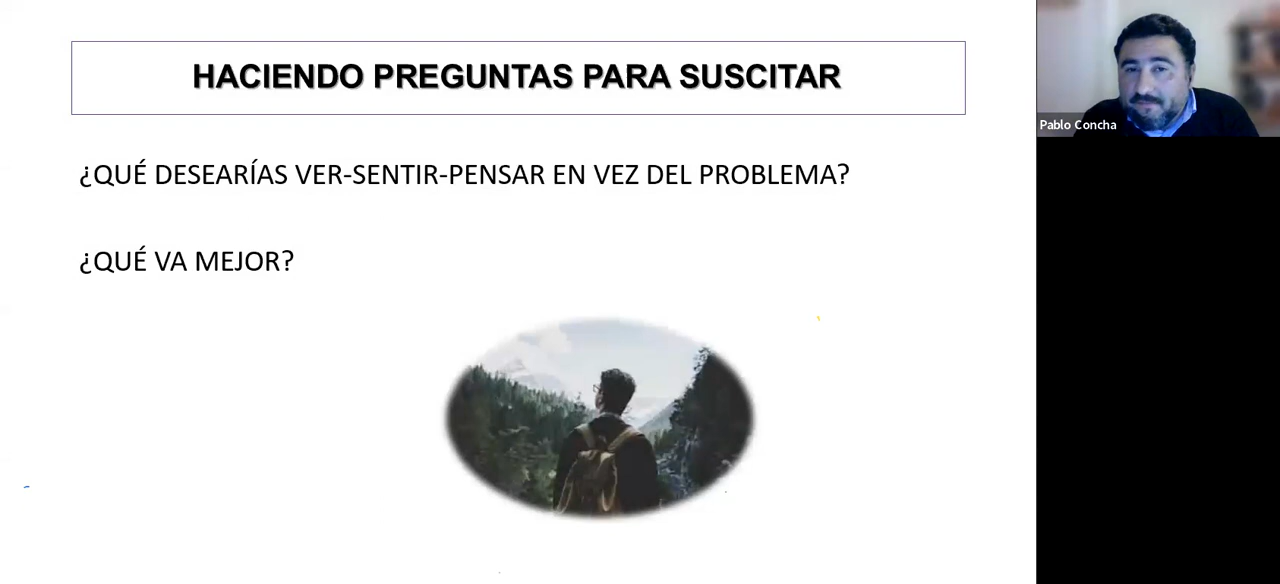 HACIENDO PREGUNTAS PARA SUSCITAR
¿QUÉ DESEARÍAS VER-SENTIR-PENSAR EN VEZ DEL PROBLEMA?
¿QUÉ VA MEJOR?
Pablo Concha